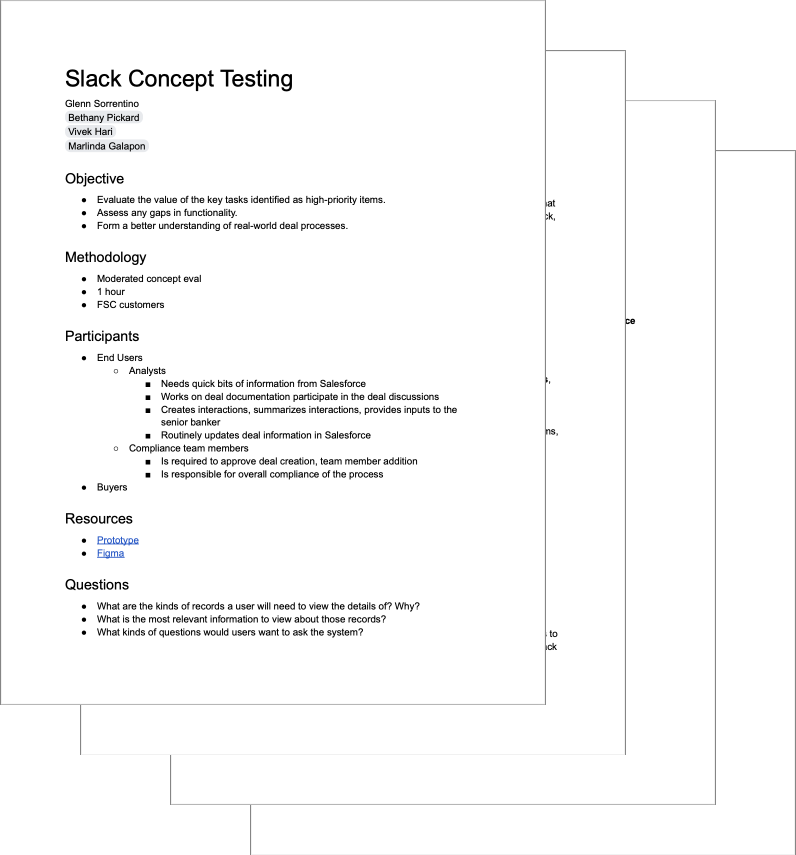 Slack Concept Testing
Glenn Sorrentino
Bethany Pickard
Vivek Hari
Marlinda Galapon
Objective
● Evaluate the value of the key tasks identified as high-priority items.
● Assess any gaps in functionality.
● Form a better understanding of real-world deal processes.
Methodology
● Moderated concept eval
● 1 hour
● FSC customers
Participants
● End Users
○ Analysts
■ Needs quick bits of information from Salesforce
■ Works on deal documentation participate in the deal discussions
■ Creates interactions, summarizes interactions, provides inputs to the
senior banker
■ Routinely updates deal information in Salesforce
○ Compliance team members
■ Is required to approve deal creation, team member addition
■ Is responsible for overall compliance of the process
● Buyers
Resources
● Prototype
● Figma
Questions
● What are the kinds of records a user will need to view the details of? Why?
● What is the most relevant information to view about those records?
● What kinds of questions would users want to ask the system?
to